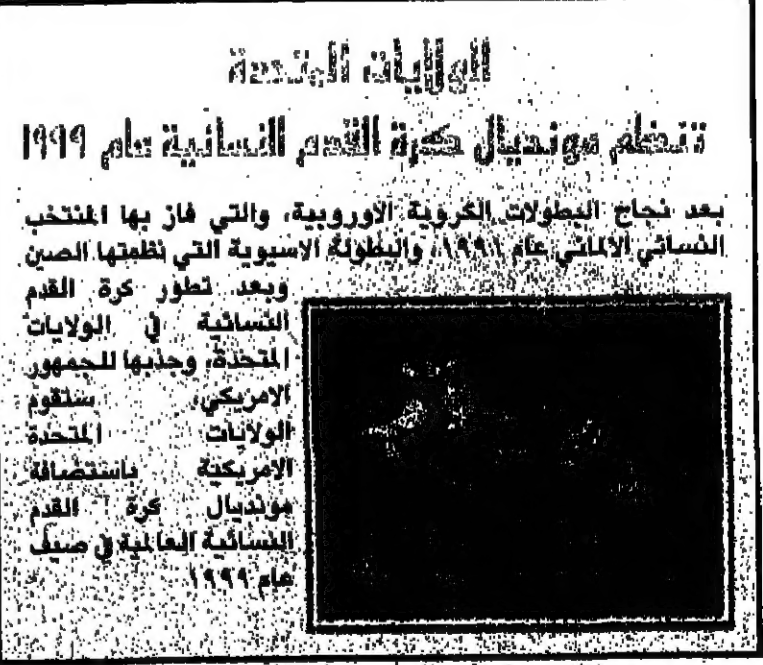 الولايات المتحدة
تنظم مونديال كرة القدم النسائية عام ١٩٩٩
بعد نجاح البطولات الكروية الاوروبية، والتي فاز بها المنتخب
النسائي الالماني عام ١٩٩١، والبطولة الاسيوية التي نظمتها الصين
وبعد تطور كرة القدم
النسائية في الولايات
المتحدة، وجذبها للجمهور
الامريكي، ستقوم
الولايات المتحدة
الامريكية باستضافة
مونديال كرة القدم
النسائية العالمية في صيف
عام ١٩٩٩